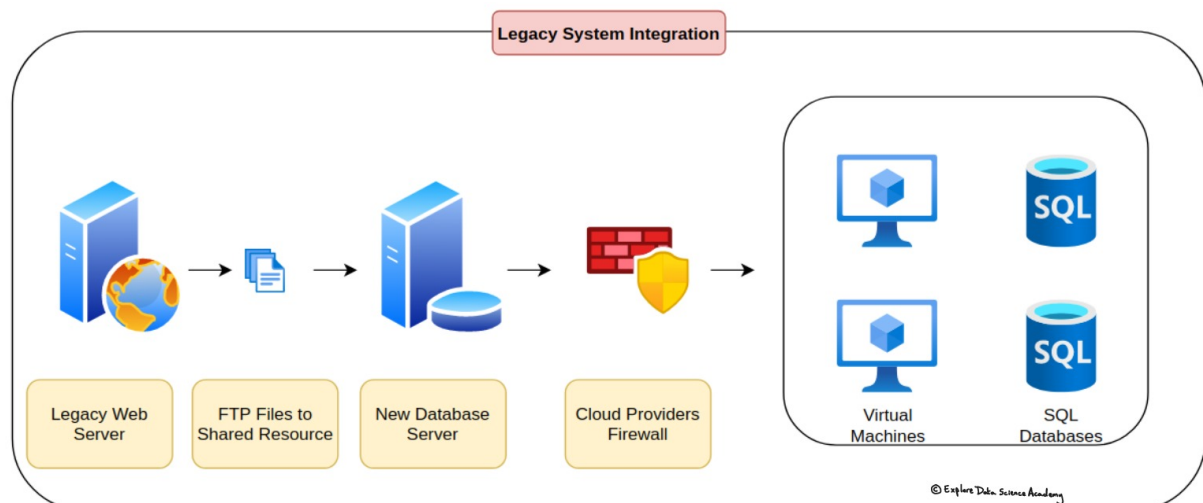 Legacy System Integration
SQL
SQL
Legacy Web
Server
FTP Files to
Shared Resource
New Database
Server
Cloud Providers
Firewall
Virtual
Machines
SQL
Databases
© Explore Data Science Academy